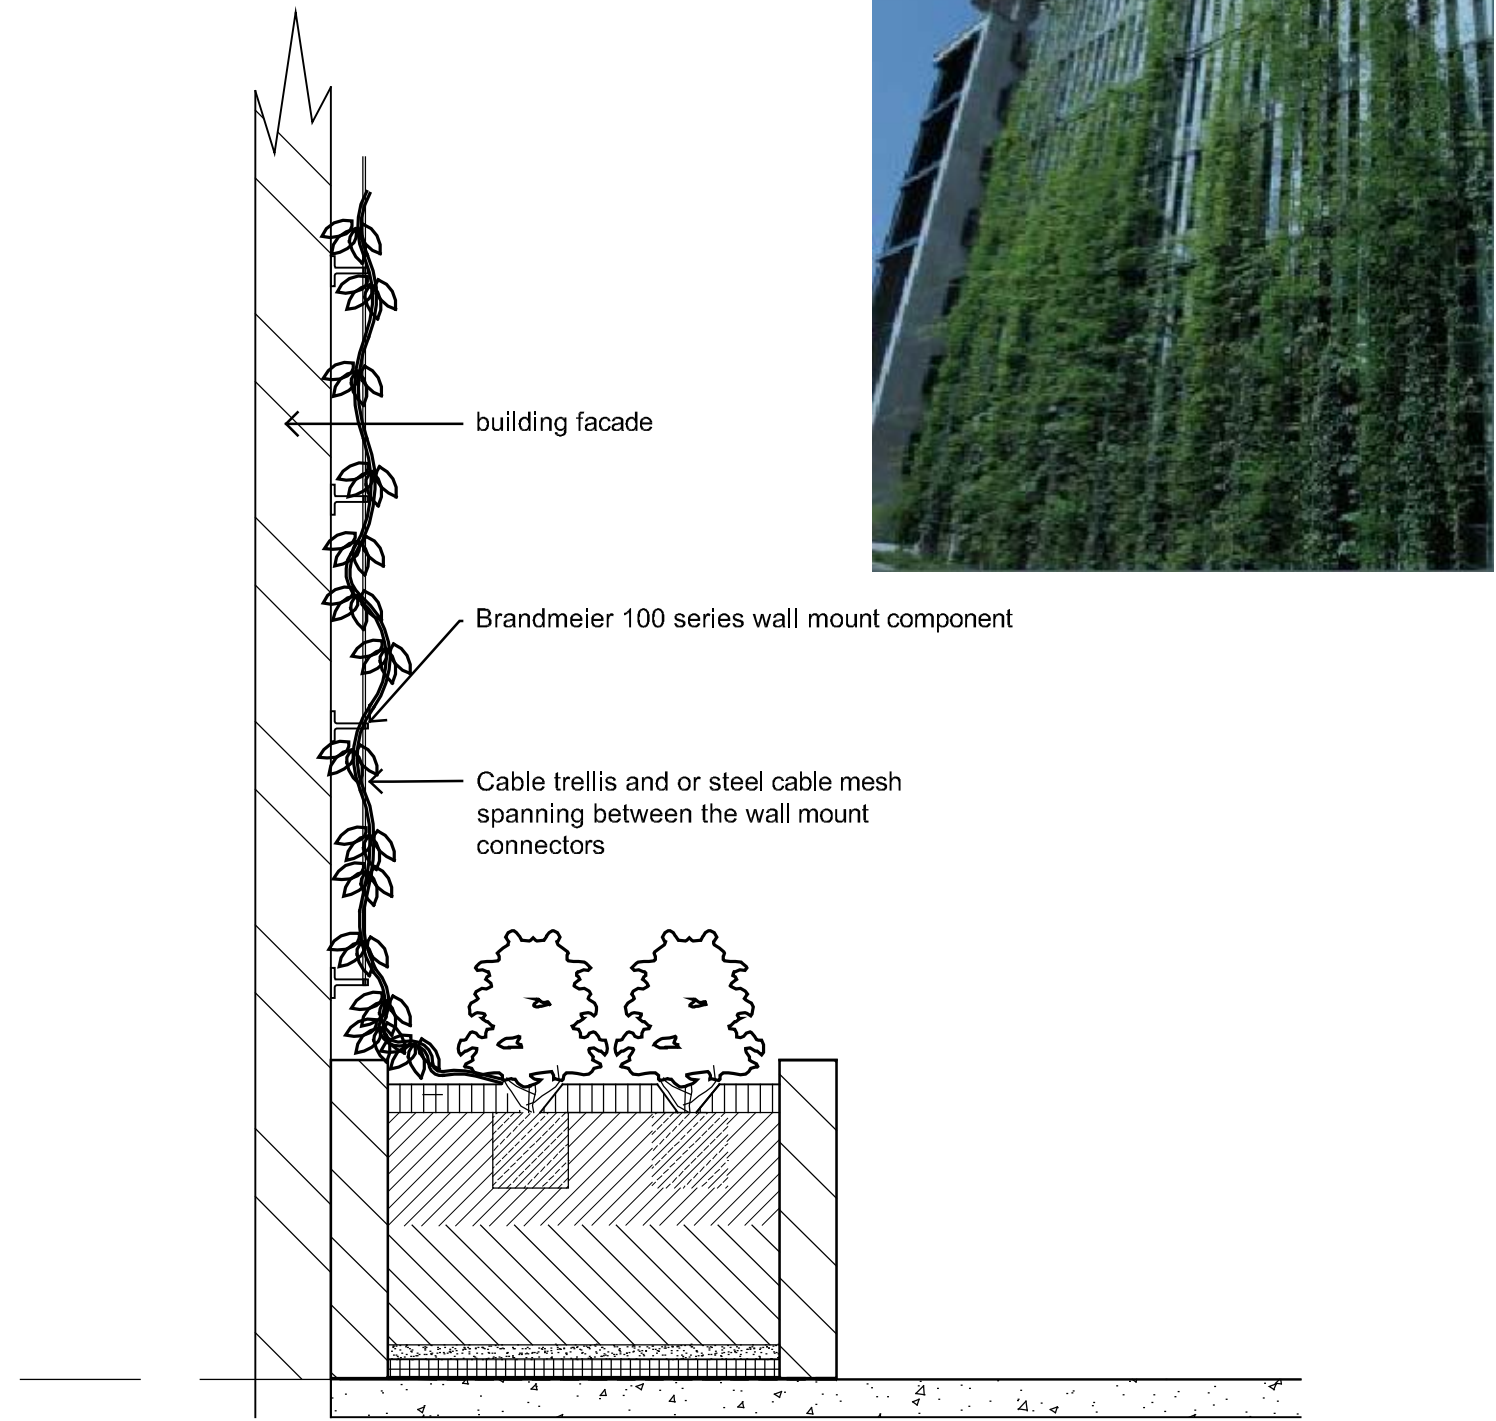 building facade
Brandmeier 100 series wall mount component
Cable trellis and or steel cable mesh
spanning between the wall mount
connectors